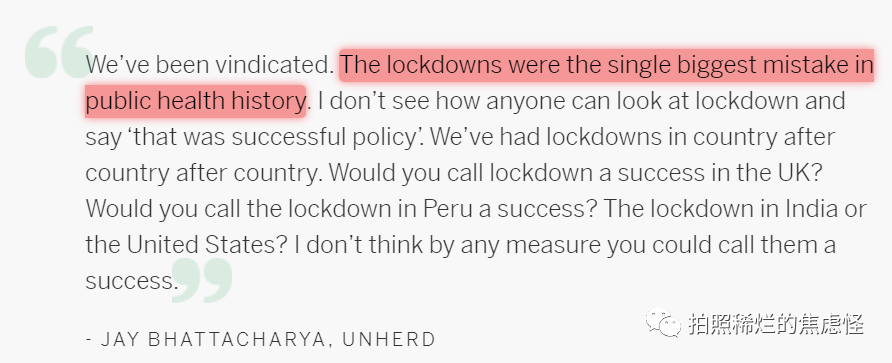 We’ve been vindicated. The lockdowns were the single biggest mistake in
public health history. I don’t see how anyone can look at lockdown and
say ‘that was successful policy’. We’ve had lockdowns in country after
country after country. Would you call lockdown a success in the UK?
Would you call the lockdown in Peru a success? The lockdown in India or
the United States? I don’t think by any measure you could call them a
success.
- JAY BHATTACHARYA, UNHERD
拍照稀烂的焦虑怪